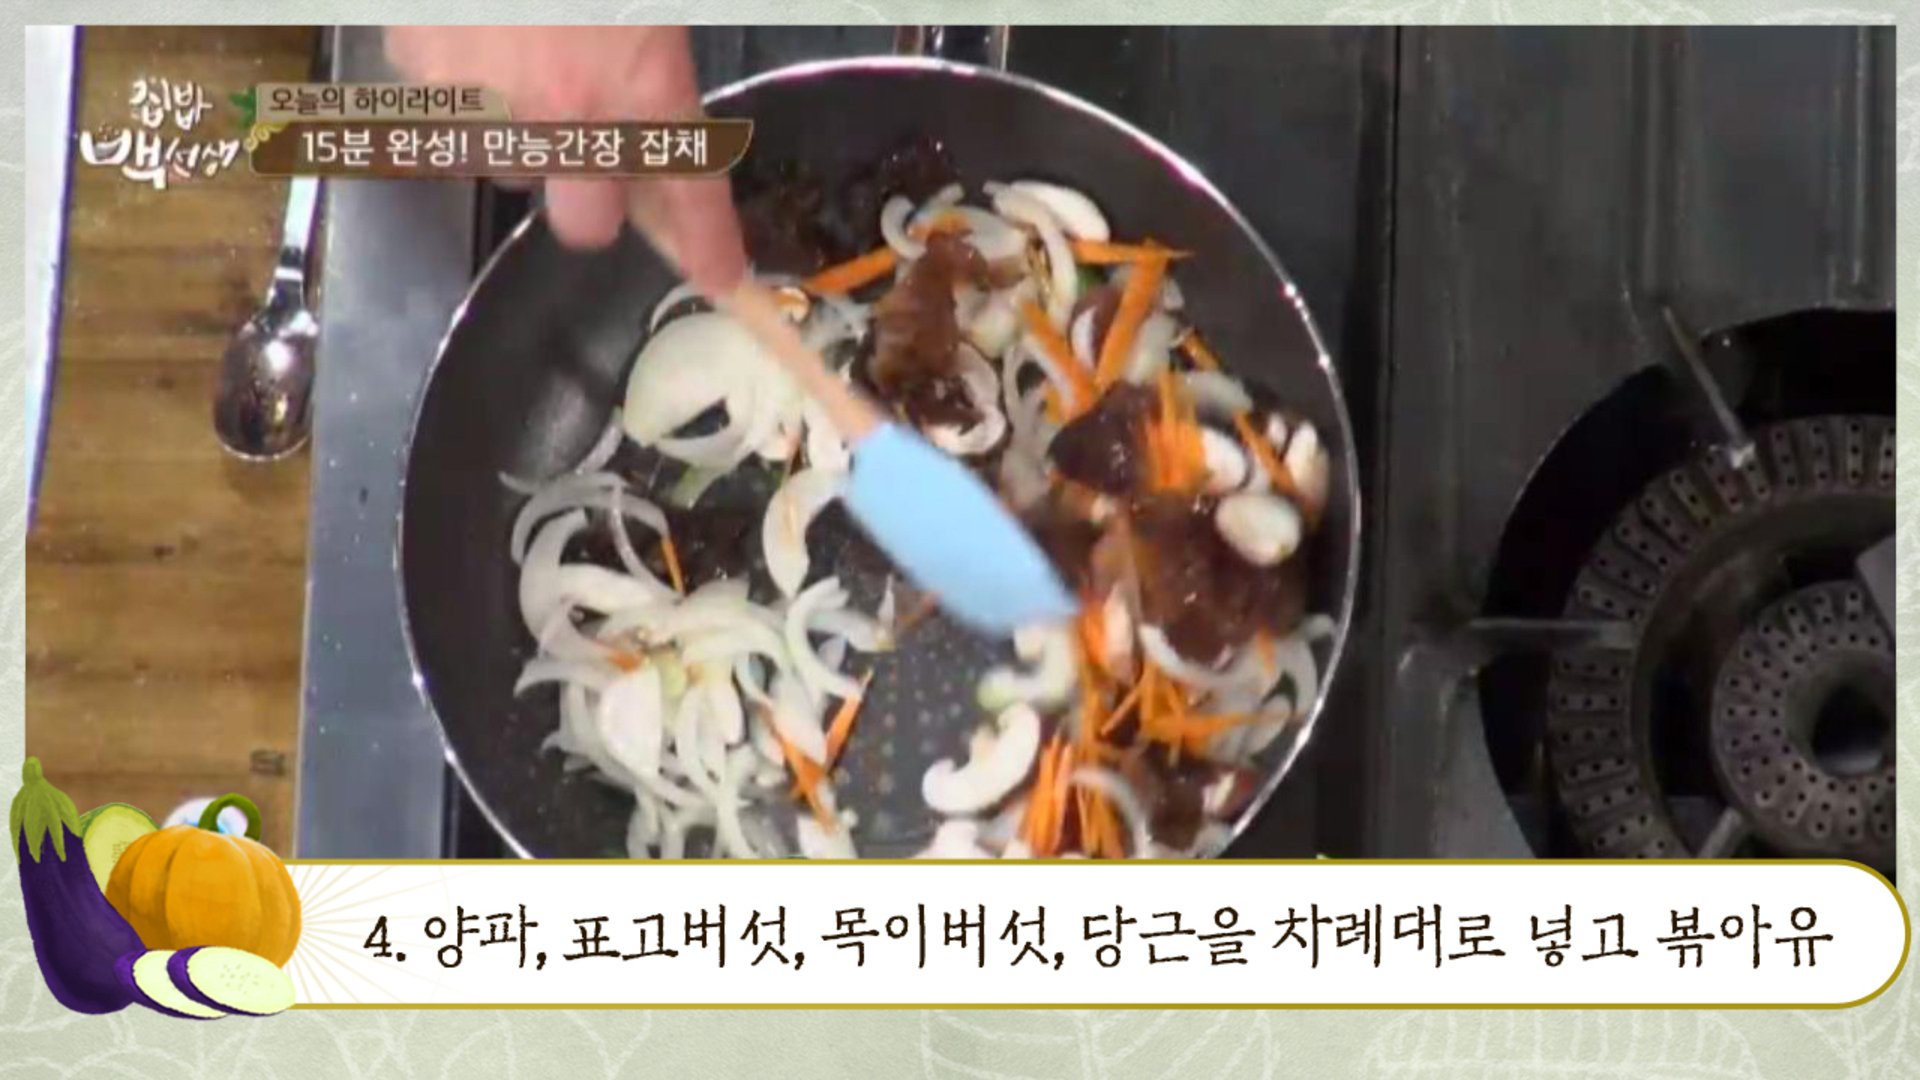 집밥
백선생
오늘의 하이라이트
15분 완성! 만능간장 잡채
4. 양파, 표고버섯, 목이버섯, 당근을 차례대로 넣고 볶아유